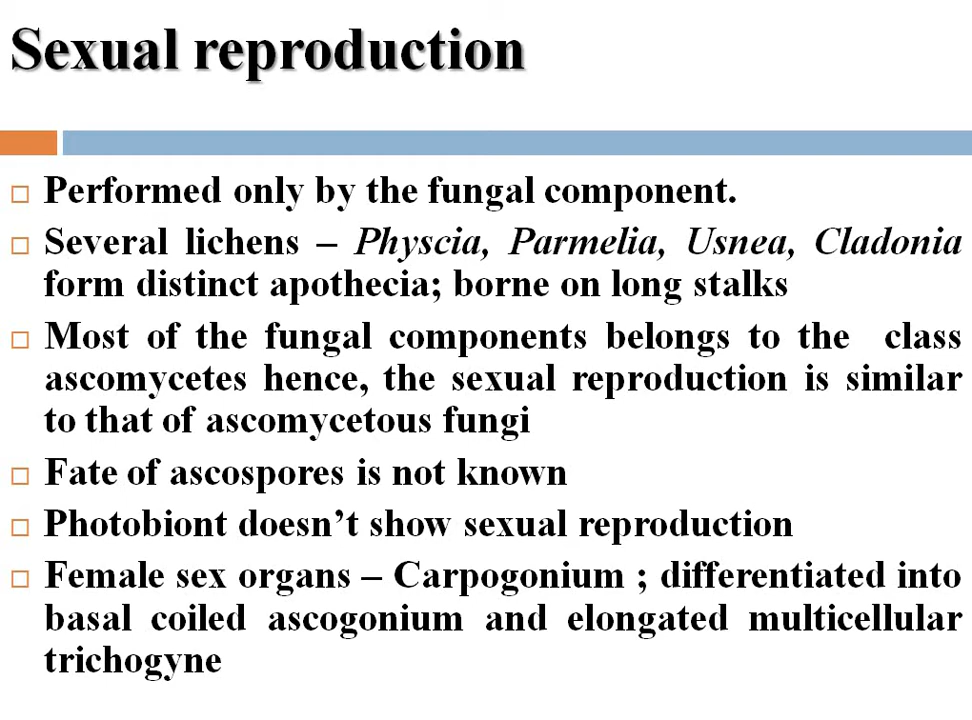 Sexual reproduction
Performed only by the fungal component.
Several lichens – Physcia, Parmelia, Usnea, Cladonia
form distinct apothecia; borne on long stalks
Most of the fungal components belongs to the class
ascomycetes hence, the sexual reproduction is similar
to that of ascomycetous fungi
Fate of ascospores is not known
Photobiont doesn’t show sexual reproduction
Female sex organs – Carpogonium ; differentiated into
basal coiled ascogonium and elongated multicellular
trichogyne